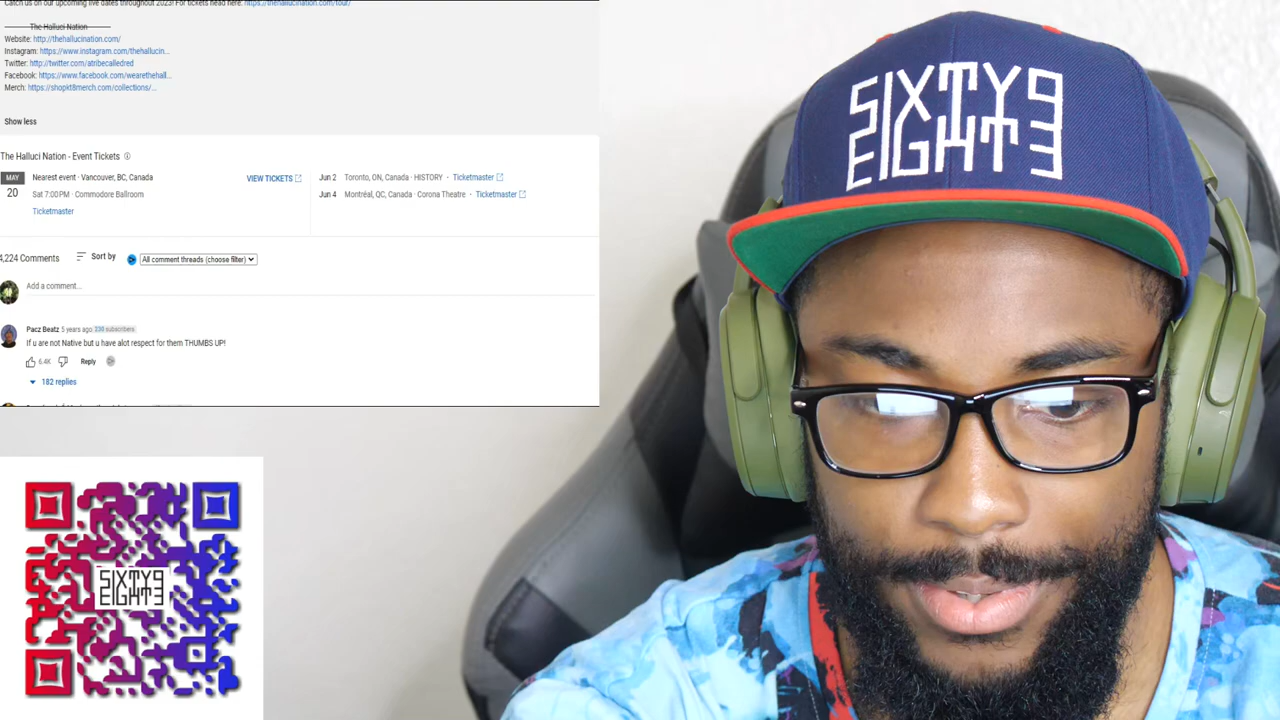 Catch us on our upcoming live dates throughout 2023! For tickets head here: https://thehallucination.com/tour/
The Halluci Nation
Website: http://thehallucination.com/
Instagram: https://www.instagram.com/thehallucin...
Twitter: http://twitter.com/atribecalledred
Facebook: https://www.facebook.com/wearethehall...
Merch: https://shopkt8merch.com/collections/...
Show less
The Halluci Nation - Event Tickets
MAY
20
Nearest event · Vancouver, BC, Canada
Sat 7:00PM · Commodore Ballroom
Ticketmaster
VIEW TICKETS
Jun 2 Toronto, ON, Canada · HISTORY · Ticketmaster
Jun 4 Montréal, QC, Canada · Corona Theatre · Ticketmaster
4,224 Comments
Sort by
All comment threads (choose filter)
Add a comment...
Pacz Beatz 5 years ago 238 subscribers
If u are not Native but u have alot respect for them THUMBS UP!
6.4K
Reply
182 replies
SIXTY9
EIGHT3
SIXTY9
EIGHT3